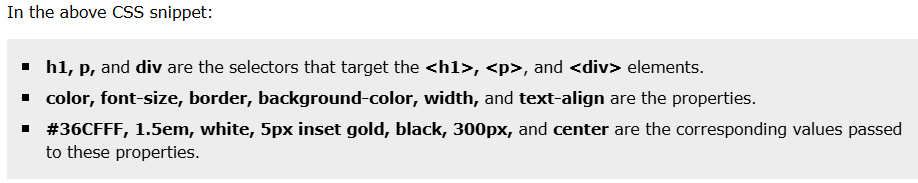 In the above CSS snippet:
▪ h1, p, and div are the selectors that target the <h1>, <p>, and <div> elements.
▪ color, font-size, border, background-color, width, and text-align are the properties.
▪ #36CFFF, 1.5em, white, 5px inset gold, black, 300px, and center are the corresponding values passed
to these properties.